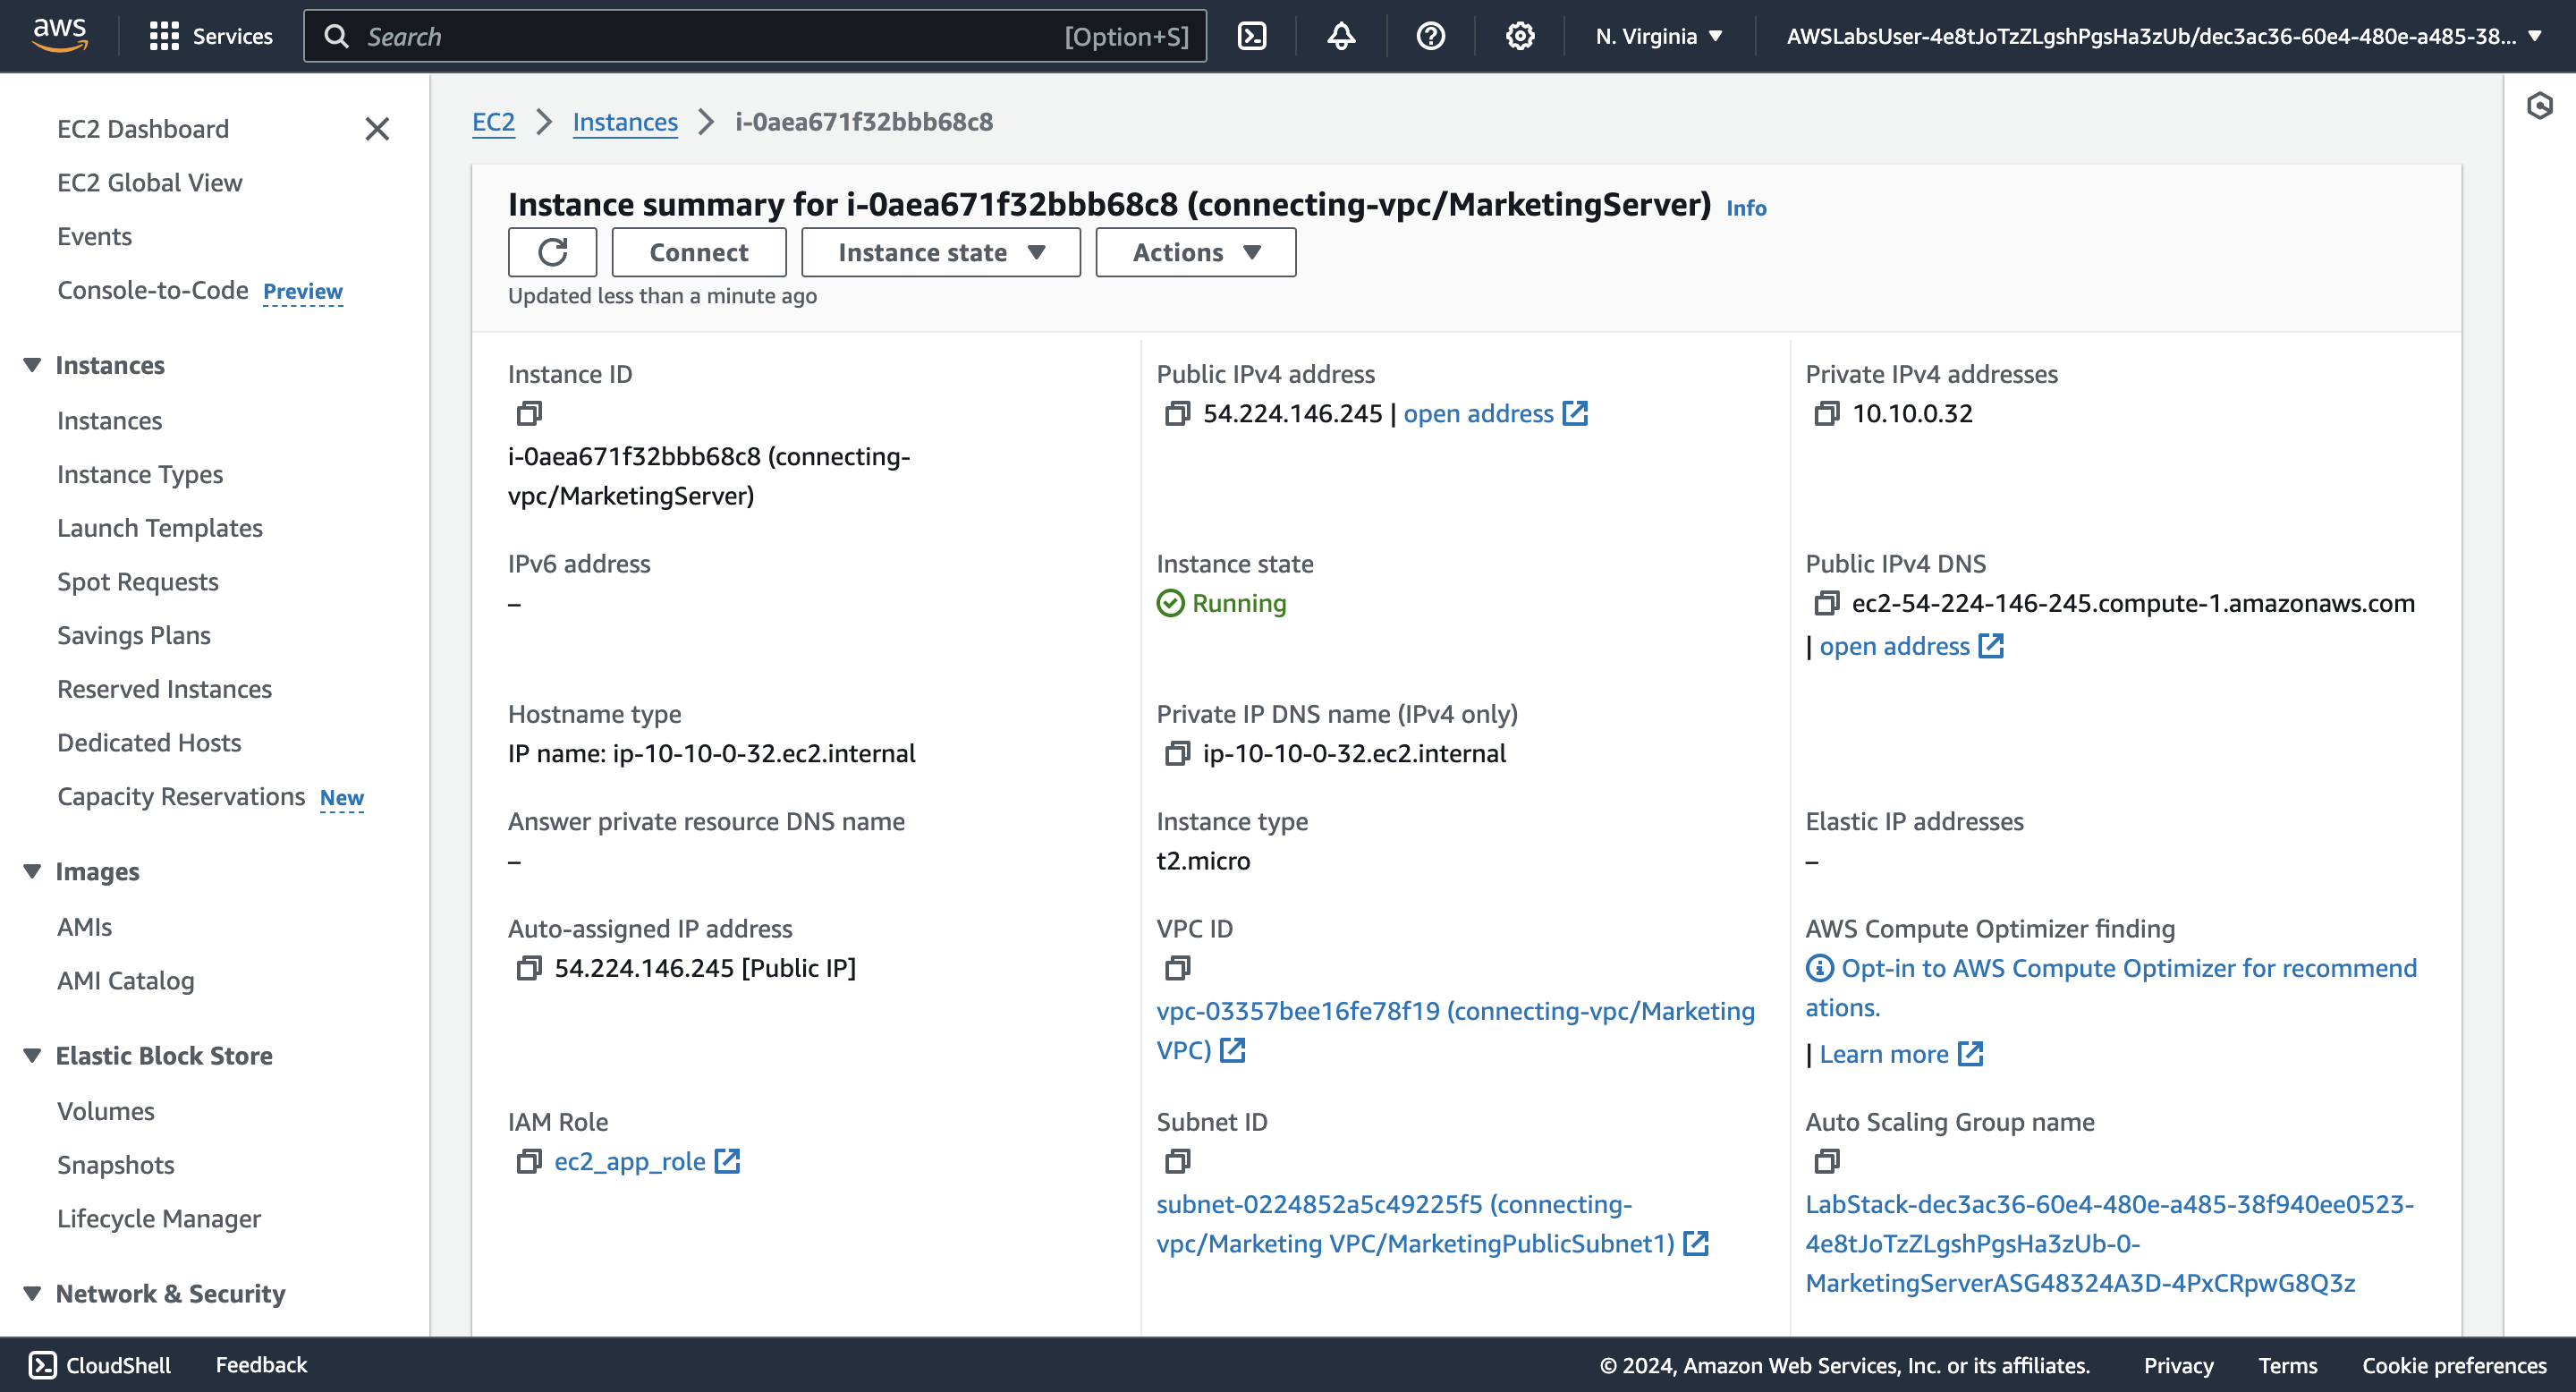 aws
Services
Search
[Option+S]
N. Virginia
AWSLabsUser-4e8tJoTzZLgshPgsHa3zUb/dec3ac36-60e4-480e-a485-38...
EC2 Dashboard
EC2 Global View
Events
Console-to-Code Preview
Instances
Instances
Instance Types
Launch Templates
Spot Requests
Savings Plans
Reserved Instances
Dedicated Hosts
Capacity Reservations New
Images
AMIs
AMI Catalog
Elastic Block Store
Volumes
Snapshots
Lifecycle Manager
Network & Security
EC2
Instances
i-0aea671f32bbb68c8
Instance summary for i-0aea671f32bbb68c8 (connecting-vpc/MarketingServer) Info
Connect
Instance state
Actions
Updated less than a minute ago
Instance ID
i-0aea671f32bbb68c8 (connecting-
vpc/MarketingServer)
Public IPv4 address
54.224.146.245 | open address
Private IPv4 addresses
10.10.0.32
IPv6 address
–
Instance state
Running
Public IPv4 DNS
ec2-54-224-146-245.compute-1.amazonaws.com
| open address
Hostname type
IP name: ip-10-10-0-32.ec2.internal
Private IP DNS name (IPv4 only)
ip-10-10-0-32.ec2.internal
Answer private resource DNS name
–
Instance type
t2.micro
Elastic IP addresses
–
Auto-assigned IP address
54.224.146.245 [Public IP]
VPC ID
vpc-03357bee16fe78f19 (connecting-vpc/Marketing
VPC)
AWS Compute Optimizer finding
Opt-in to AWS Compute Optimizer for recommend
ations.
| Learn more
IAM Role
ec2_app_role
Subnet ID
subnet-0224852a5c49225f5 (connecting-
vpc/Marketing VPC/MarketingPublicSubnet1)
Auto Scaling Group name
LabStack-dec3ac36-60e4-480e-a485-38f940ee0523-
4e8tJoTzZLgshPgsHa3zUb-0-
MarketingServerASG48324A3D-4PxCRpwG8Q3z
CloudShell
Feedback
© 2024, Amazon Web Services, Inc. or its affiliates.
Privacy
Terms
Cookie preferences